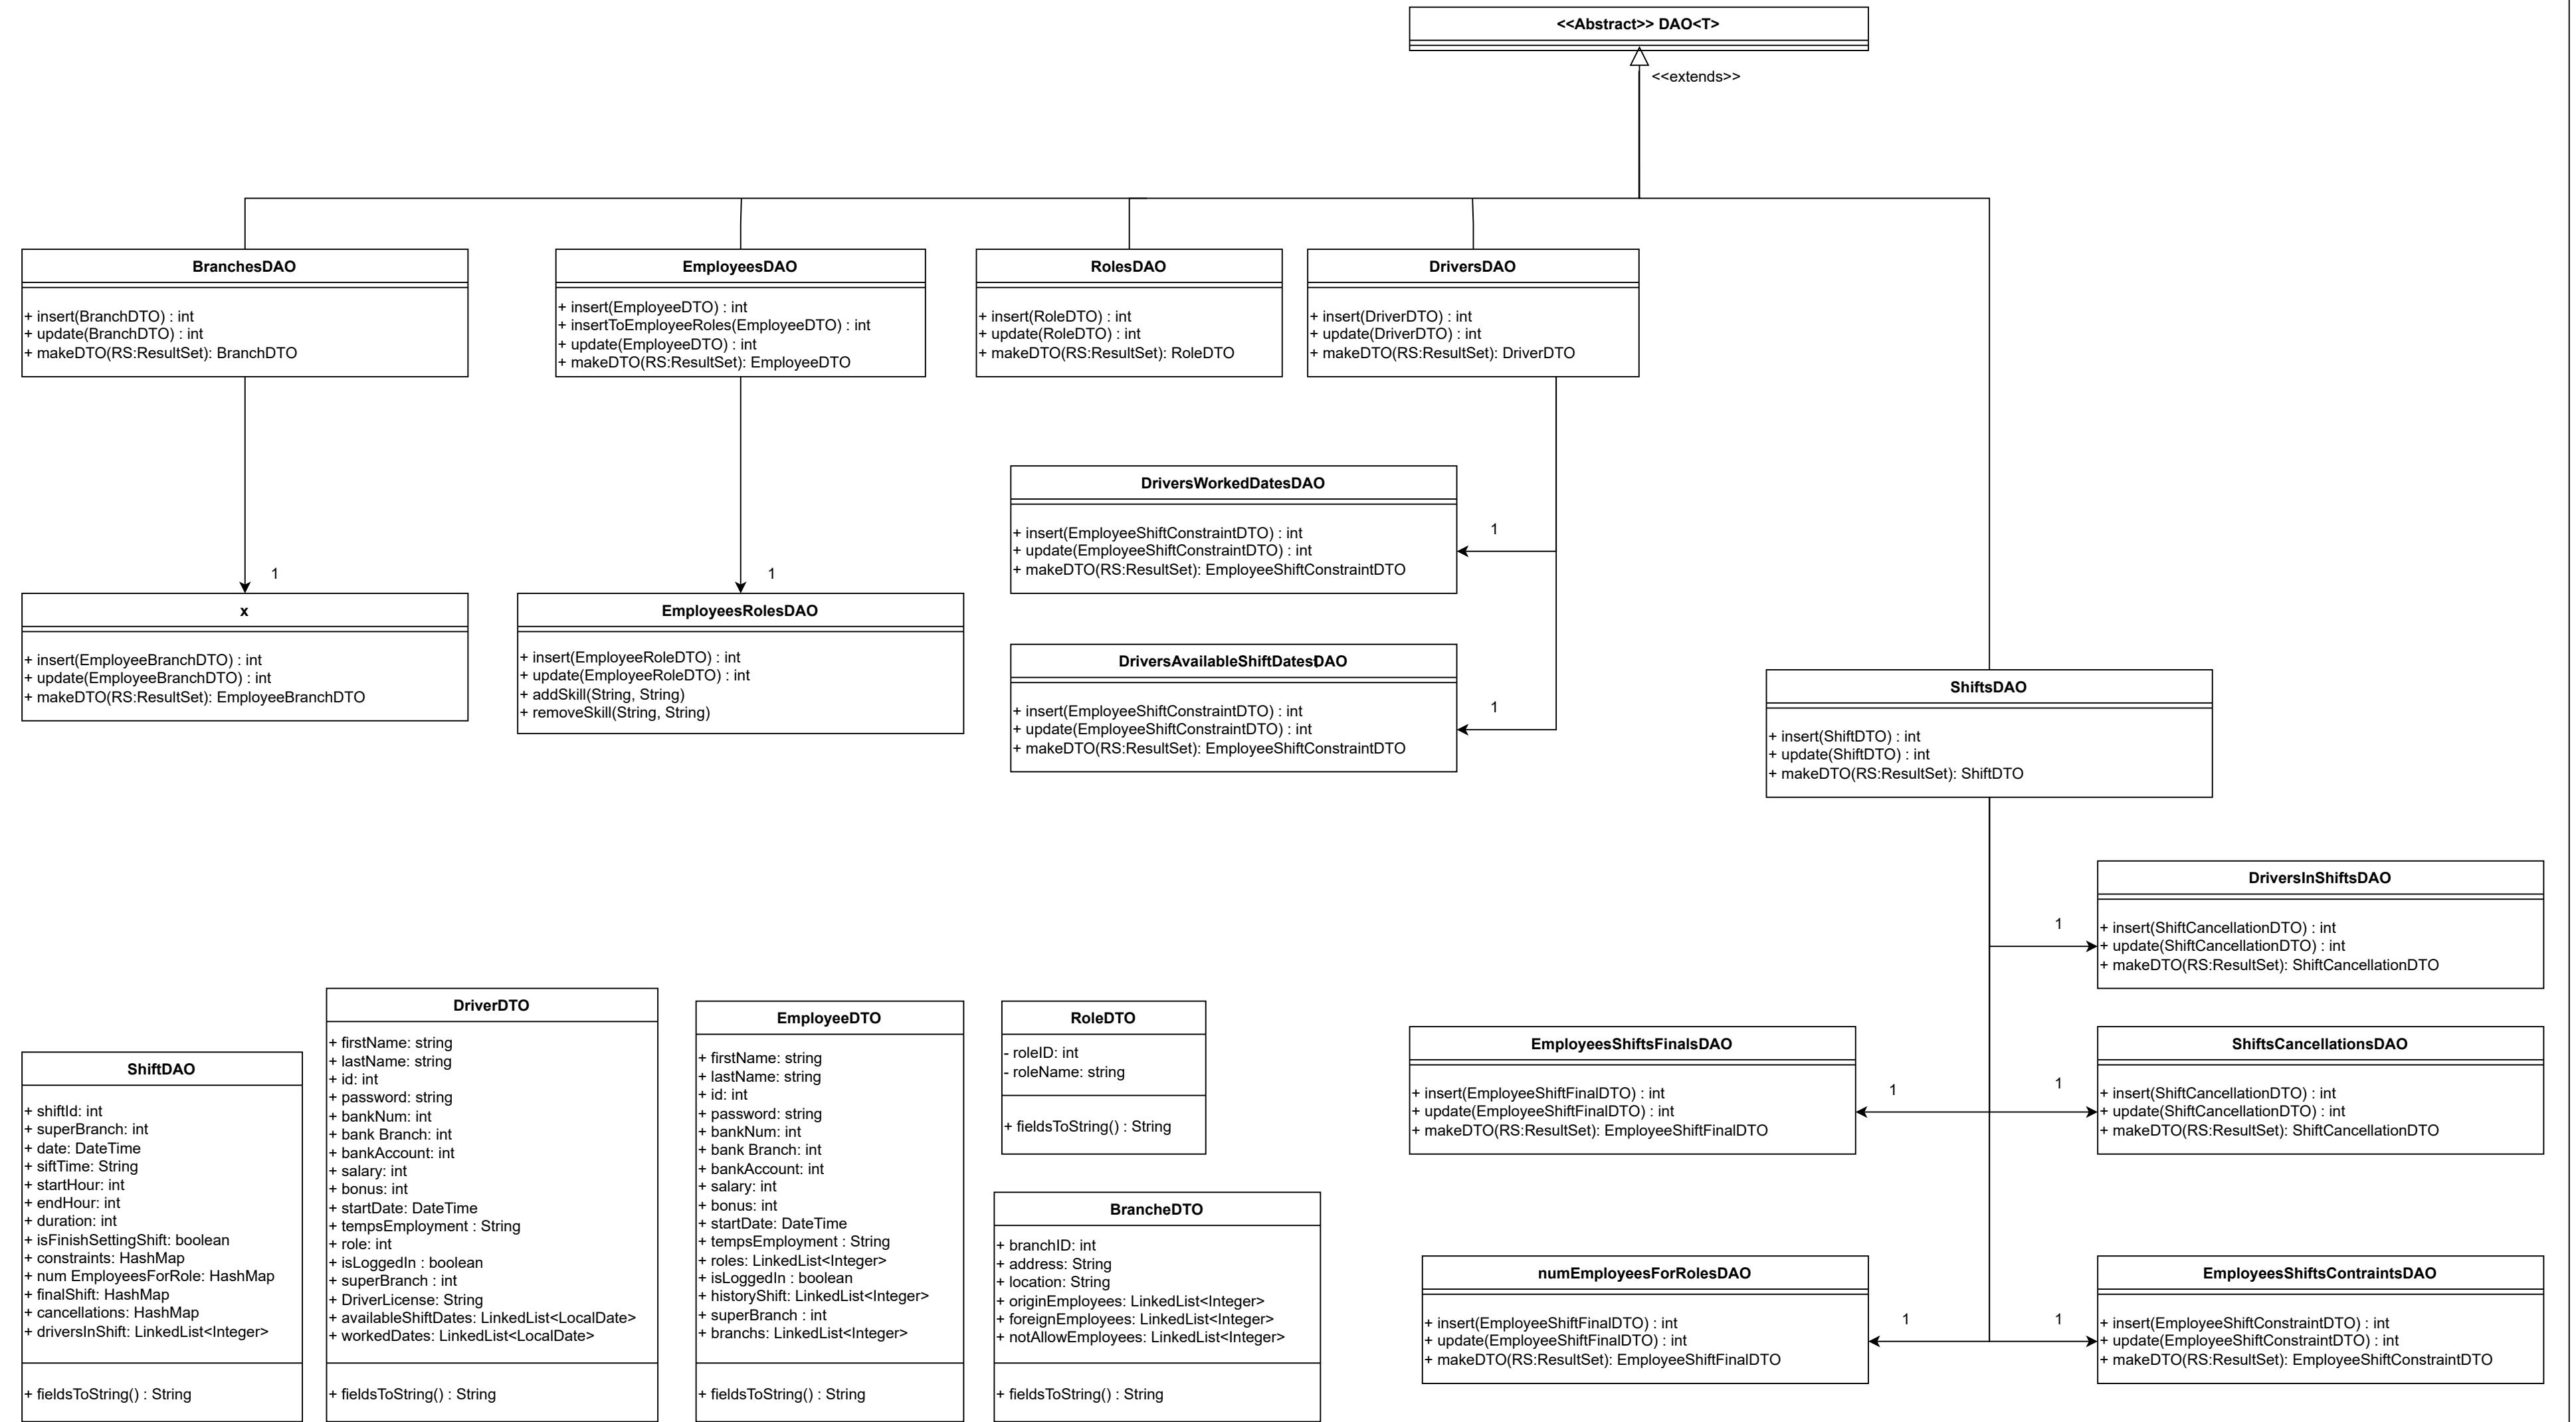 <<Abstract>> DAO<T>
<<extends>>
BranchesDAO
+ insert(BranchDTO) : int
+ update(BranchDTO) : int
+ makeDTO(RS:ResultSet): BranchDTO
EmployeesDAO
+ insert(EmployeeDTO) : int
+ insertToEmployeeRoles(EmployeeDTO) : int
+ update(EmployeeDTO) : int
+ makeDTO(RS:ResultSet): EmployeeDTO
RolesDAO
+ insert(RoleDTO) : int
+ update(RoleDTO) : int
+ makeDTO(RS:ResultSet): RoleDTO
DriversDAO
+ insert(DriverDTO) : int
+ update(DriverDTO) : int
+ makeDTO(RS:ResultSet): DriverDTO
DriversWorkedDatesDAO
+ insert(EmployeeShiftConstraintDTO) : int
+ update(EmployeeShiftConstraintDTO) : int
+ makeDTO(RS:ResultSet): EmployeeShiftConstraintDTO
1
1
1
x
+ insert(EmployeeBranchDTO) : int
+ update(EmployeeBranchDTO) : int
+ makeDTO(RS:ResultSet): EmployeeBranchDTO
EmployeesRolesDAO
+ insert(EmployeeRoleDTO) : int
+ update(EmployeeRoleDTO) : int
+ addSkill(String, String)
+ removeSkill(String, String)
DriversAvailableShiftDatesDAO
+ insert(EmployeeShiftConstraintDTO) : int
+ update(EmployeeShiftConstraintDTO) : int
+ makeDTO(RS:ResultSet): EmployeeShiftConstraintDTO
1
ShiftsDAO
+ insert(ShiftDTO) : int
+ update(ShiftDTO) : int
+ makeDTO(RS:ResultSet): ShiftDTO
DriversInShiftsDAO
+ insert(ShiftCancellationDTO) : int
+ update(ShiftCancellationDTO) : int
+ makeDTO(RS:ResultSet): ShiftCancellationDTO
1
ShiftDAO
+ shiftId: int
+ superBranch: int
+ date: DateTime
+ siftTime: String
+ startHour: int
+ endHour: int
+ duration: int
+ isFinishSettingShift: boolean
+ constraints: HashMap
+ num EmployeesForRole: HashMap
+ finalShift: HashMap
+ cancellations: HashMap
+ driversInShift: LinkedList<Integer>
+ fieldsToString() : String
DriverDTO
+ firstName: string
+ lastName: string
+ id: int
+ password: string
+ bankNum: int
+ bank Branch: int
+ bankAccount: int
+ salary: int
+ bonus: int
+ startDate: DateTime
+ tempsEmployment : String
+ role: int
+ isLoggedIn : boolean
+ superBranch : int
+ DriverLicense: String
+ availableShiftDates: LinkedList<LocalDate>
+ workedDates: LinkedList<LocalDate>
+ fieldsToString() : String
EmployeeDTO
+ firstName: string
+ lastName: string
+ id: int
+ password: string
+ bankNum: int
+ bank Branch: int
+ bankAccount: int
+ salary: int
+ bonus: int
+ startDate: DateTime
+ tempsEmployment : String
+ roles: LinkedList<Integer>
+ isLoggedIn : boolean
+ historyShift: LinkedList<Integer>
+ superBranch : int
+ branchs: LinkedList<Integer>
+ fieldsToString() : String
RoleDTO
- roleID: int
- roleName: string
+ fieldsToString() : String
BrancheDTO
+ branchID: int
+ address: String
+ location: String
+ originEmployees: LinkedList<Integer>
+ foreignEmployees: LinkedList<Integer>
+ notAllowEmployees: LinkedList<Integer>
+ fieldsToString() : String
EmployeesShiftsFinalsDAO
+ insert(EmployeeShiftFinalDTO) : int
+ update(EmployeeShiftFinalDTO) : int
+ makeDTO(RS:ResultSet): EmployeeShiftFinalDTO
1
1
ShiftsCancellationsDAO
+ insert(ShiftCancellationDTO) : int
+ update(ShiftCancellationDTO) : int
+ makeDTO(RS:ResultSet): ShiftCancellationDTO
numEmployeesForRolesDAO
+ insert(EmployeeShiftFinalDTO) : int
+ update(EmployeeShiftFinalDTO) : int
+ makeDTO(RS:ResultSet): EmployeeShiftFinalDTO
1
1
EmployeesShiftsContraintsDAO
+ insert(EmployeeShiftConstraintDTO) : int
+ update(EmployeeShiftConstraintDTO) : int
+ makeDTO(RS:ResultSet): EmployeeShiftConstraintDTO